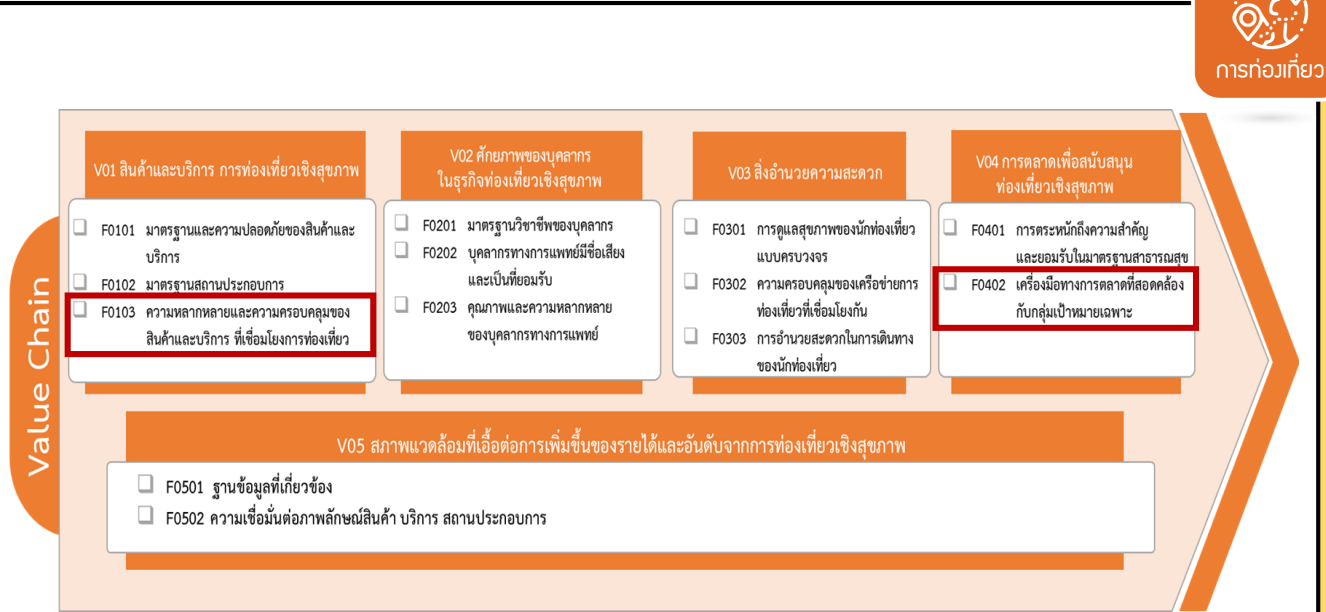 การท่องเที่ยว
Value Chain
V01 สินค้าและบริการ การท่องเที่ยวเชิงสุขภาพ
F0101 มาตรฐานและความปลอดภัยของสินค้าและ
บริการ
F0102 มาตรฐานสถานประกอบการ
F0103 ความหลากหลายและความครอบคลุมของ
สินค้าและบริการ ที่เชื่อมโยงการท่องเที่ยว
V02 ศักยภาพของบุคลากร
ในธุรกิจท่องเที่ยวเชิงสุขภาพ
F0201 มาตรฐานวิชาชีพของบุคลากร
F0202 บุคลากรทางการแพทย์มีชื่อเสียง
และเป็นที่ยอมรับ
F0203 คุณภาพและความหลากหลาย
ของบุคลากรทางการแพทย์
V03 สิ่งอำนวยความสะดวก
F0301 การดูแลสุขภาพของนักท่องเที่ยว
แบบครบวงจร
F0302 ความครอบคลุมของเครือข่ายการ
ท่องเที่ยวที่เชื่อมโยงกัน
F0303 การอำนวยสะดวกในการเดินทาง
ของนักท่องเที่ยว
V04 การตลาดเพื่อสนับสนุน
ท่องเที่ยวเชิงสุขภาพ
F0401 การตระหนักถึงความสำคัญ
และยอมรับในมาตรฐานสาธารณสุข
F0402 เครื่องมือทางการตลาดที่สอดคล้อง
กับกลุ่มเป้าหมายเฉพาะ
V05 สภาพแวดล้อมที่เอื้อต่อการเพิ่มขึ้นของรายได้และอันดับจากการท่องเที่ยวเชิงสุขภาพ
F0501 ฐานข้อมูลที่เกี่ยวข้อง
F0502 ความเชื่อมั่นต่อภาพลักษณ์สินค้า บริการ สถานประกอบการ